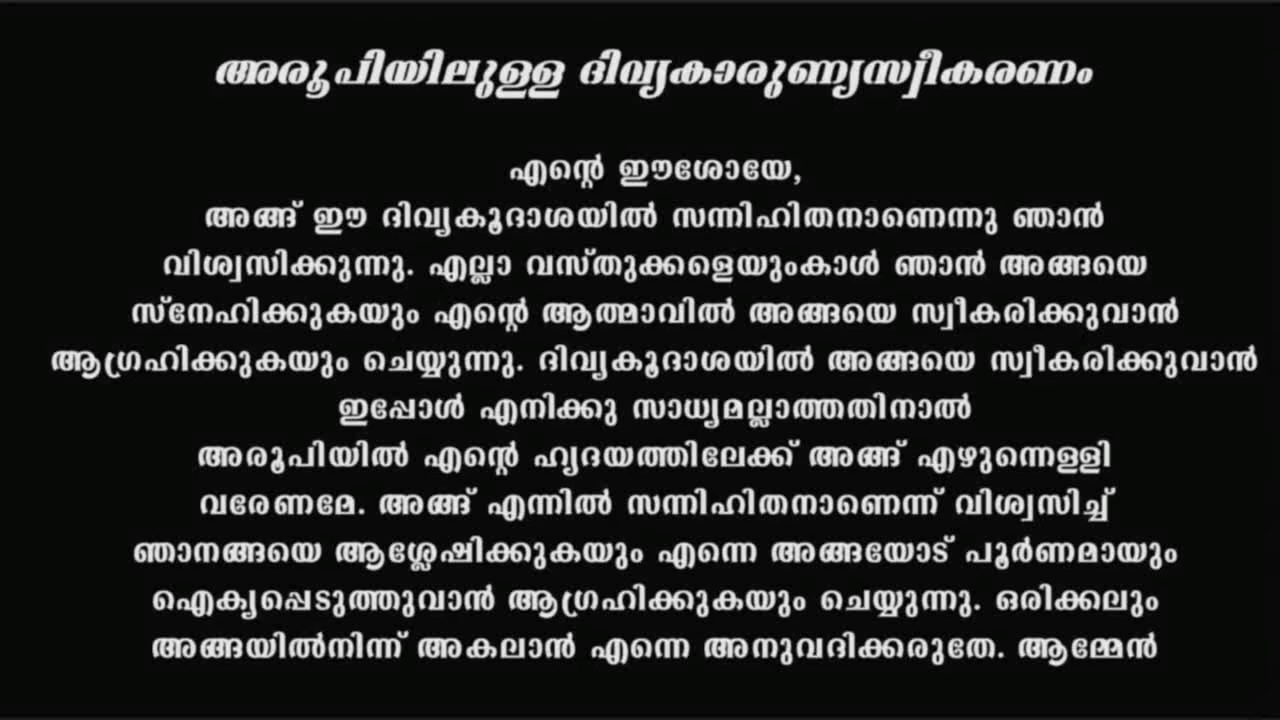 അരൂപിയിലുള്ള ദിവ്യകാരുണ്യസ്വീകരണം
എന്റെ ഈശോയേ,
അങ്ങ് ഈ ദിവ്യകൂദാശയിൽ സന്നിഹിതനാണെന്നു ഞാൻ
വിശ്വസിക്കുന്നു. എല്ലാ വസ്തുക്കളെയുംകാൾ ഞാൻ അങ്ങയെ
സ്നേഹിക്കുകയും എന്റെ ആത്മാവിൽ അങ്ങയെ സ്വീകരിക്കുവാൻ
ആഗ്രഹിക്കുകയും ചെയ്യുന്നു. ദിവ്യകൂദാശയിൽ അങ്ങയെ സ്വീകരിക്കുവാൻ
ഇപ്പോൾ എനിക്കു സാധ്യമല്ലാത്തതിനാൽ
അരൂപിയിൽ എന്റെ ഹൃദയത്തിലേക്ക് അങ്ങ് എഴുന്നെള്ളി
വരേണമേ. അങ്ങ് എന്നിൽ സന്നിഹിതനാണെന്ന് വിശ്വസിച്ച്
ഞാനങ്ങയെ ആശ്ലേഷിക്കുകയും എന്നെ അങ്ങയോട് പൂർണമായും
ഐക്യപ്പെടുത്തുവാൻ ആഗ്രഹിക്കുകയും ചെയ്യുന്നു. ഒരിക്കലും
അങ്ങയിൽനിന്ന് അകലാൻ എന്നെ അനുവദിക്കരുതേ. ആമ്മേൻ